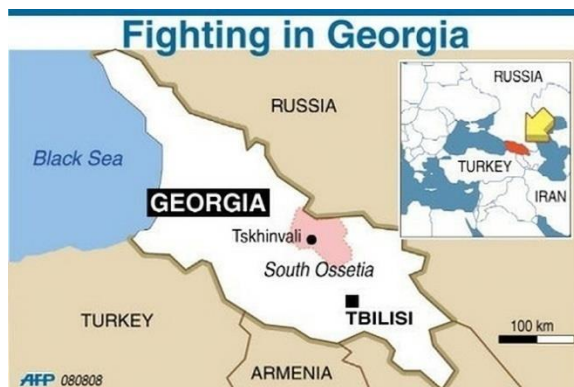 Fighting in Georgia
RUSSIA
Black Sea
GEORGIA
Tskhinvali
South Ossetia
TBILISI
TURKEY
ARMENIA
100 km
AFP 080808
RUSSIA
TURKEY
IRAN